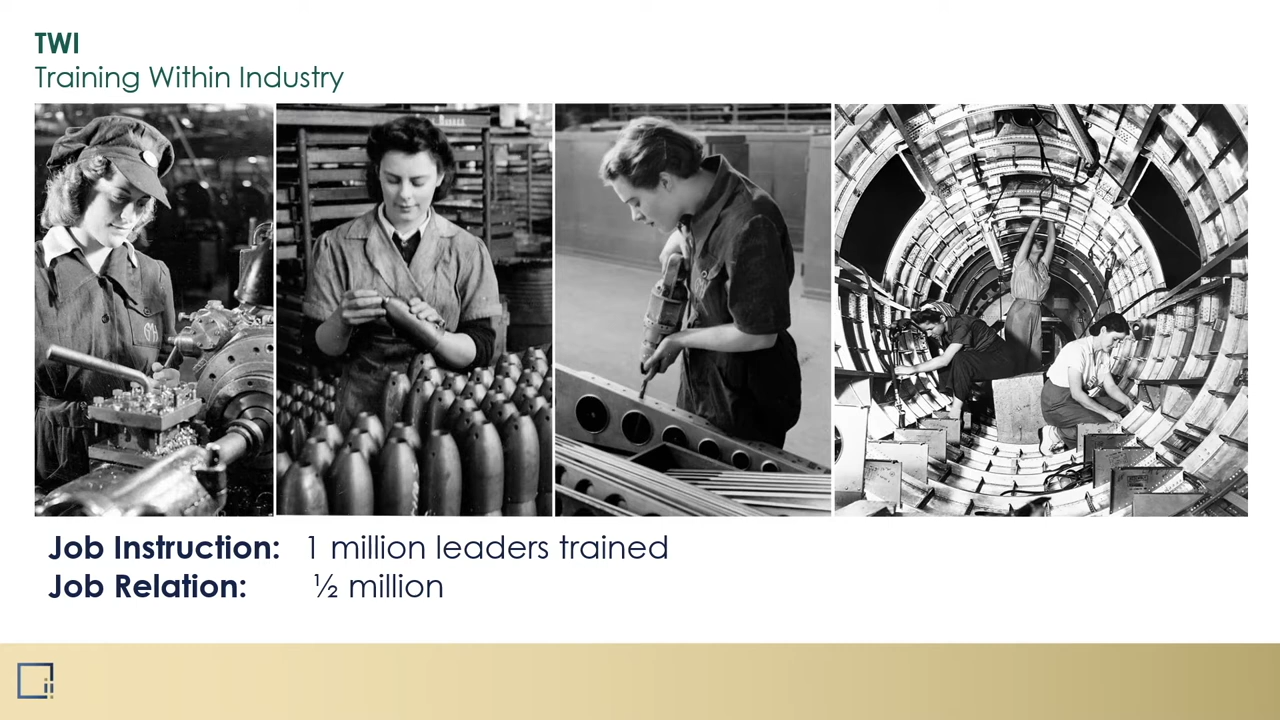 TWI
Training Within Industry
Job Instruction: 1 million leaders trained
Job Relation: ½ million